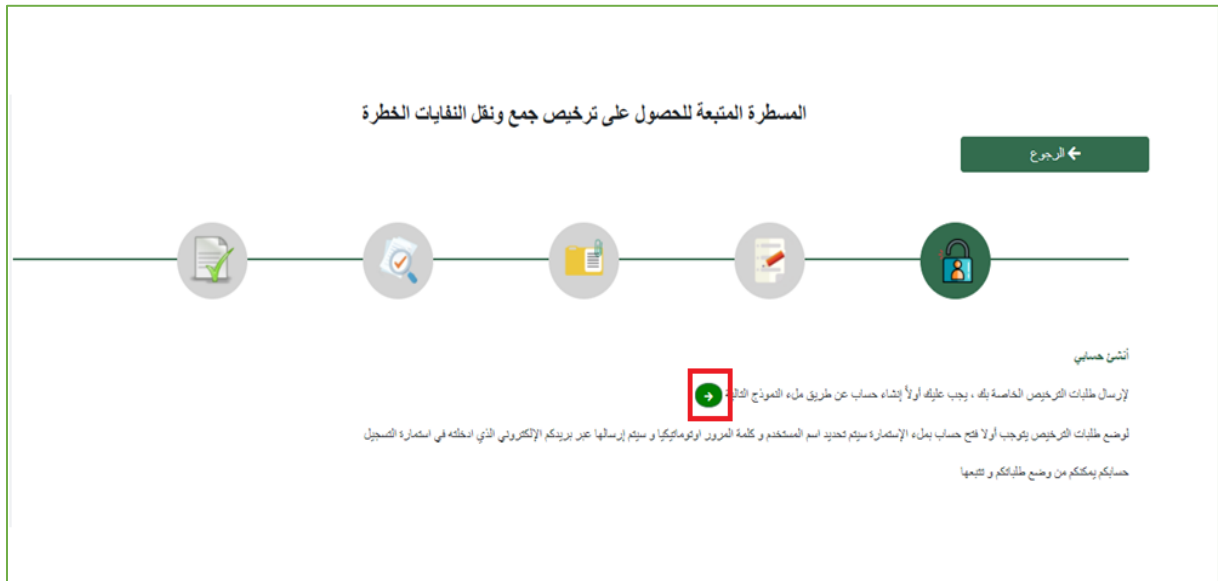 المسطرة المتبعة للحصول على ترخيص جمع ونقل النفايات الخطرة
الرجوع
أنشئ حسابي
لإرسال طلبات الترخيص الخاصة بك ، يجب عليك أولاً إنشاء حساب عن طريق ملء النموذج التالي
لوضع طلبات الترخيص يتوجب أولا فتح حساب بملء الإستمارة سيتم تحديد اسم المستخدم و كلمة المرور اوتوماتيكيا و سيتم إرسالها عبر بريدكم الإلكتروني الذي ادخلته في استمارة التسجيل
حسابكم يمكنكم من وضع طلباتكم و تتبعها